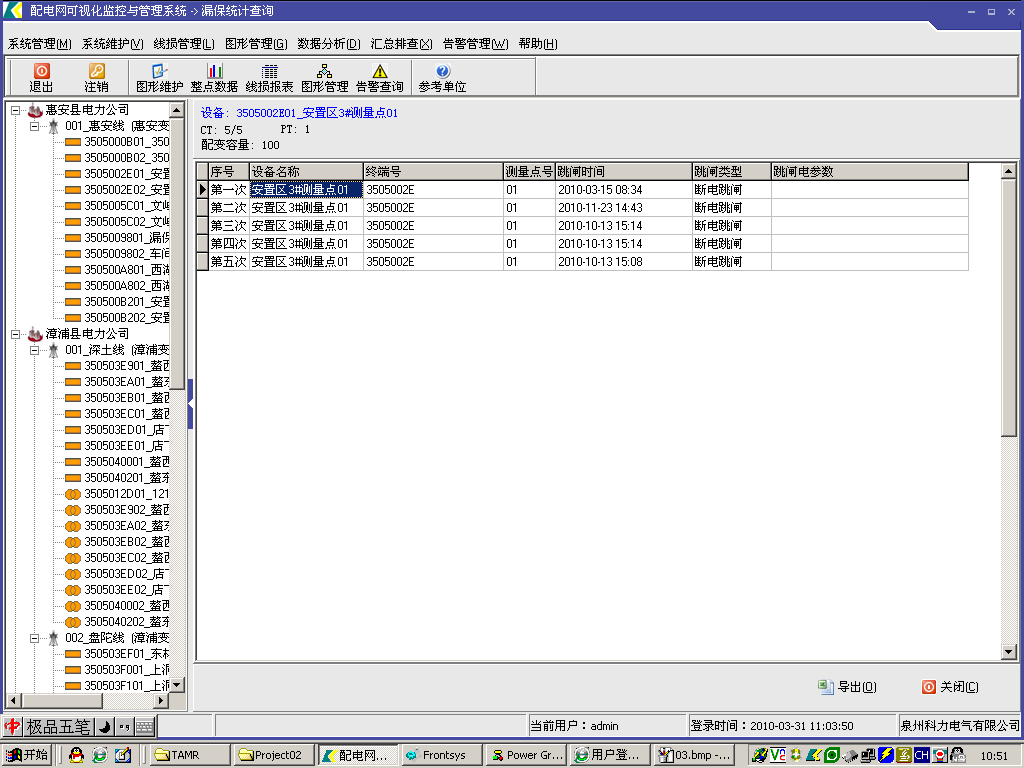 配电网可视化监控与管理系统 -> 漏保统计查询
系统管理(M) 系统维护(V) 线损管理(L) 图形管理(G) 数据分析(D) 汇总排查(X) 告警管理(W) 帮助(H)
退出 注销 图形维护 整点数据 线损报表 图形管理 告警查询 参考单位
惠安县电力公司
001_惠安线 (惠安变
3505000B01_350
3505000B02_350
3505002E01_安置
3505002E02_安置
3505005C01_文峰
3505005C02_文峰
3505009801_漏保
3505009802_车间
350500A801_西湖
350500A802_西湖
350500B201_安置
350500B202_安置
漳浦县电力公司
001_深土线 (漳浦变
350503E901_螯西
350503EA01_螯东
350503EB01_螯西
350503EC01_螯西
350503ED01_店下
350503EE01_店下
3505040001_螯西
3505040201_螯东
3505012D01_121
350503E902_螯西
350503EA02_螯东
350503EB02_螯西
350503EC02_螯西
350503ED02_店下
350503EE02_店下
3505040002_螯西
3505040202_螯东
002_盘陀线 (漳浦变
350503EF01_东林
350503F001_上洞
350503F101_上洞
设备: 3505002E01_安置区3#测量点01
CT: 5/5 PT: 1
配变容量: 100
序号 设备名称 终端号 测量点号 跳闸时间 跳闸类型 跳闸电参数
第一次 安置区3#测量点01 3505002E 01 2010-03-15 08:34 断电跳闸
第二次 安置区3#测量点01 3505002E 01 2010-11-23 14:43 断电跳闸
第三次 安置区3#测量点01 3505002E 01 2010-10-13 15:14 断电跳闸
第四次 安置区3#测量点01 3505002E 01 2010-10-13 15:14 断电跳闸
第五次 安置区3#测量点01 3505002E 01 2010-10-13 15:08 断电跳闸
导出(O) 关闭(C)
中 极品五笔 当前用户：admin 登录时间：2010-03-31 11:03:50 泉州科力电气有限公司
开始 TAMR Project02 配电网... Frontsys Power Gr... 用户登... 03.bmp -... V2 CH 10:51